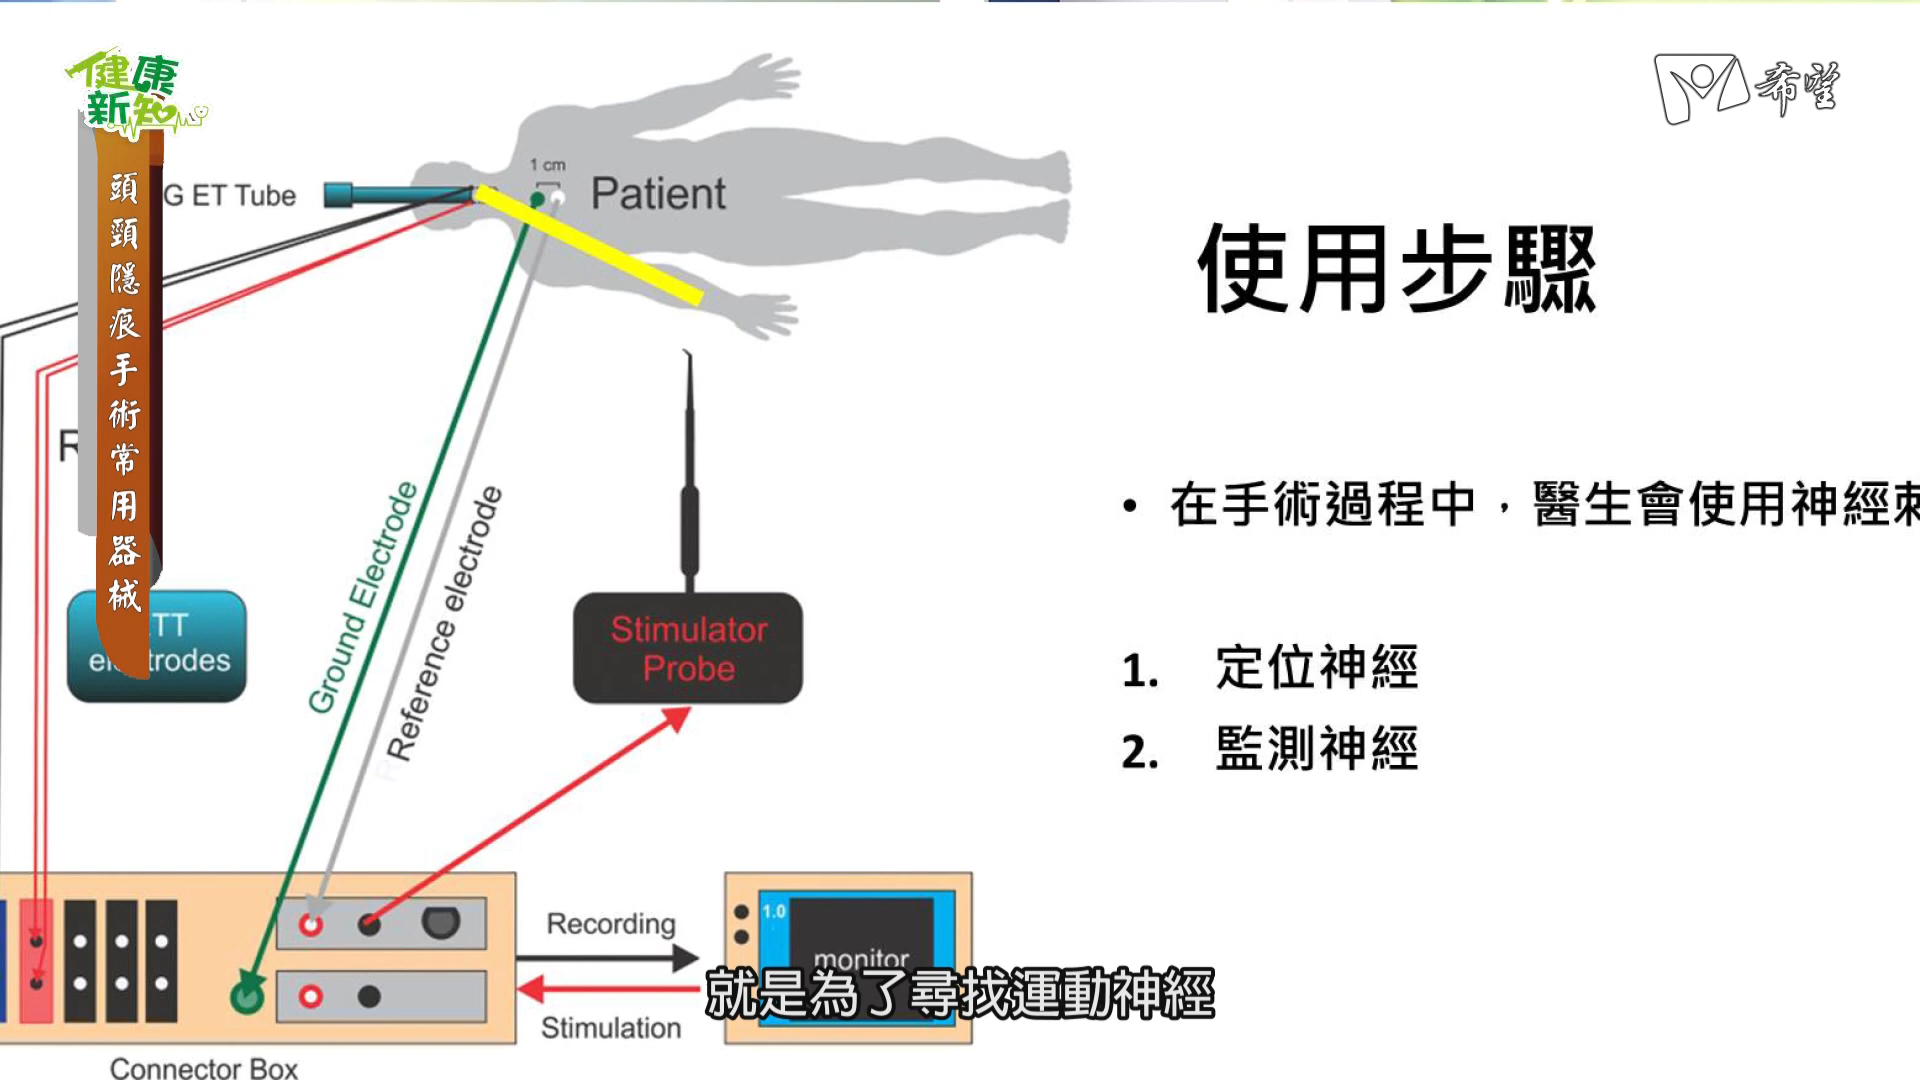 健康
新知
希望
頭頸隱痕手術常用器械
G ET Tube
1 cm
Patient
使用步驟
R
Ground Electrode
Reference electrode
TT
electrodes
Stimulator
Probe
• 在手術過程中，醫生會使用神經刺
1. 定位神經
2. 監測神經
Recording
Stimulation
1.0
monitor
就是為了尋找運動神經
Connector Box